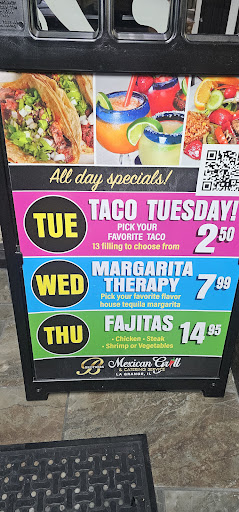 All day specials!
TUE
TACO TUESDAY!
PICK YOUR
FAVORITE TACO
13 filling to choose from
2.50
WED
MARGARITA
THERAPY
Pick your favorite flavor
house tequila margarita
7.99
THU
FAJITAS
• Chicken • Steak
• Shrimp or Vegetables
14.95
Mexican Grill
& CATERING SERVICE
LA GRANGE, IL